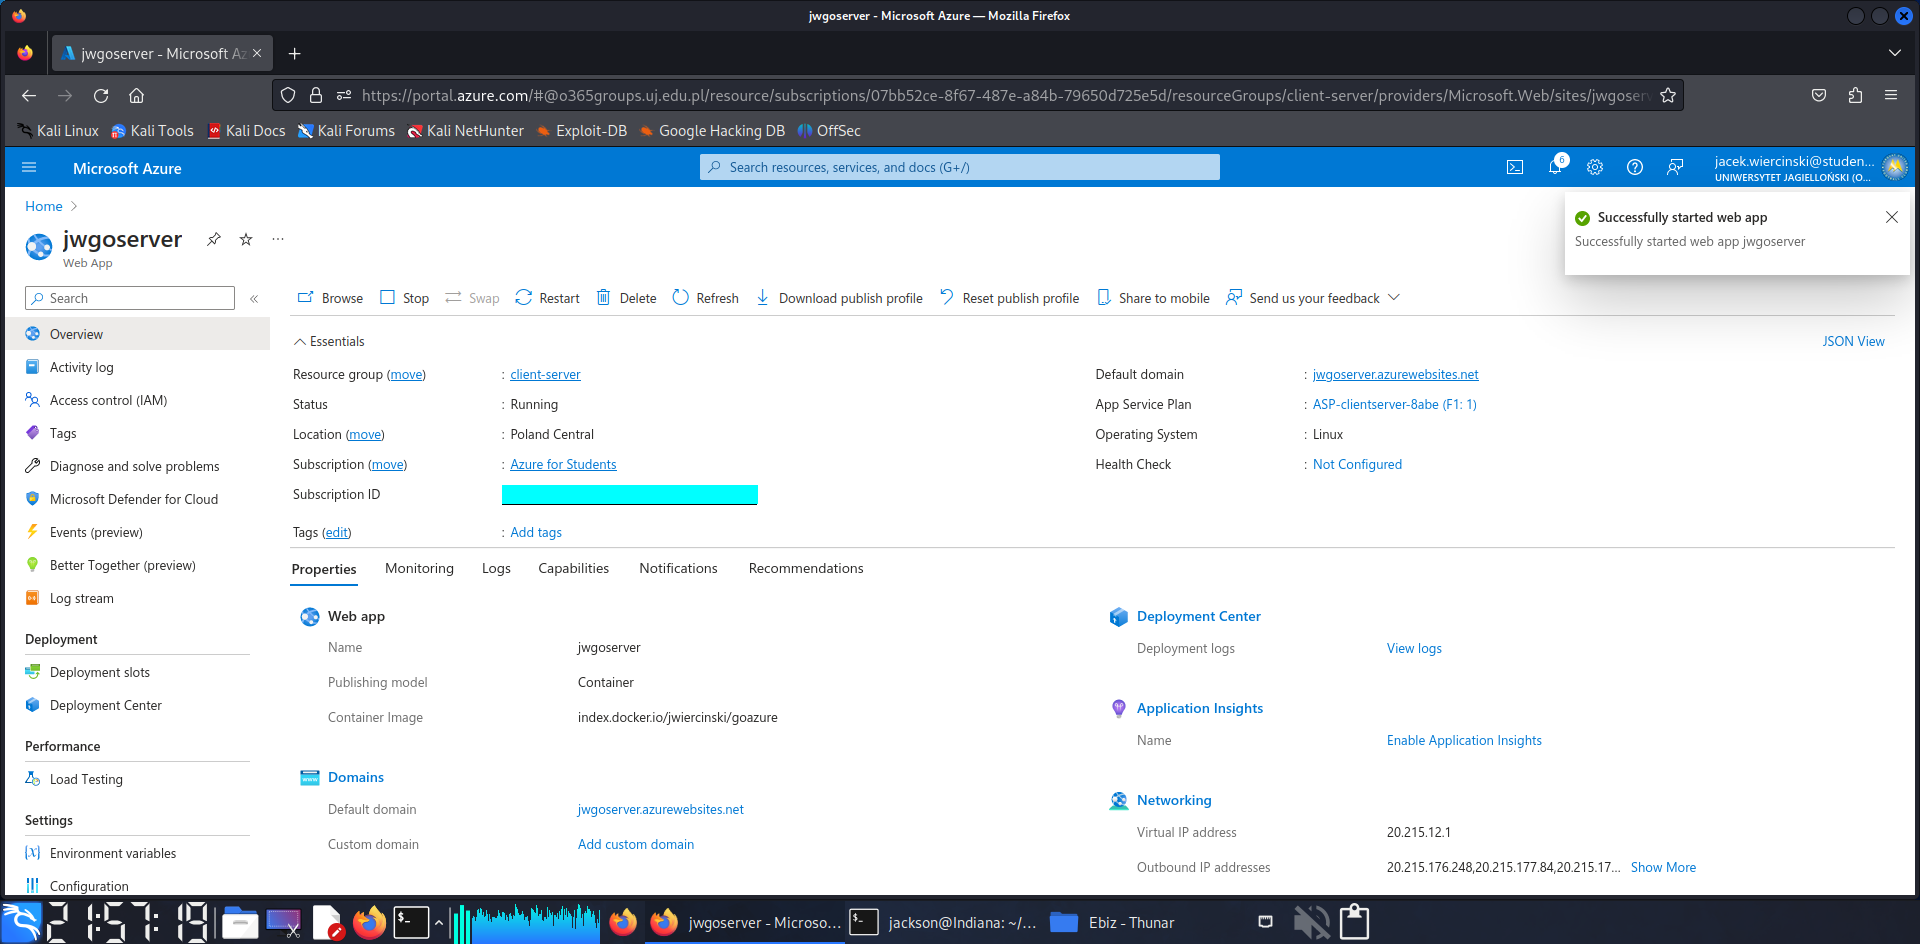 jwgoserver - Microsoft Azure — Mozilla Firefox
jwgoserver - Microsoft Az
https://portal.azure.com/#@o365groups.uj.edu.pl/resource/subscriptions/07bb52ce-8f67-487e-a84b-79650d725e5d/resourceGroups/client-server/providers/Microsoft.Web/sites/jwgoserv
Kali Linux Kali Tools Kali Docs Kali Forums Kali NetHunter Exploit-DB Google Hacking DB OffSec
Microsoft Azure
Search resources, services, and docs (G+/)
6
jacek.wiercinski@studen...
UNIWERSYTET JAGIELLOŃSKI (O...
Home
Successfully started web app
Successfully started web app jwgoserver
jwgoserver
Web App
Search
Browse Stop Swap Restart Delete Refresh Download publish profile Reset publish profile Share to mobile Send us your feedback
Overview
Activity log
Access control (IAM)
Tags
Diagnose and solve problems
Microsoft Defender for Cloud
Events (preview)
Better Together (preview)
Log stream
Deployment
Deployment slots
Deployment Center
Performance
Load Testing
Settings
Environment variables
Configuration
Essentials
JSON View
Resource group (move) : client-server
Status : Running
Location (move) : Poland Central
Subscription (move) : Azure for Students
Subscription ID
Tags (edit) : Add tags
Default domain : jwgoserver.azurewebsites.net
App Service Plan : ASP-clientserver-8abe (F1: 1)
Operating System : Linux
Health Check : Not Configured
Properties Monitoring Logs Capabilities Notifications Recommendations
Web app
Name jwgoserver
Publishing model Container
Container Image index.docker.io/jwiercinski/goazure
Domains
Default domain jwgoserver.azurewebsites.net
Custom domain Add custom domain
Deployment Center
Deployment logs View logs
Application Insights
Name Enable Application Insights
Networking
Virtual IP address 20.215.12.1
Outbound IP addresses 20.215.176.248,20.215.177.84,20.215.17... Show More
21:57:19
jwgoserver - Microso...
jackson@Indiana: ~/...
Ebiz - Thunar